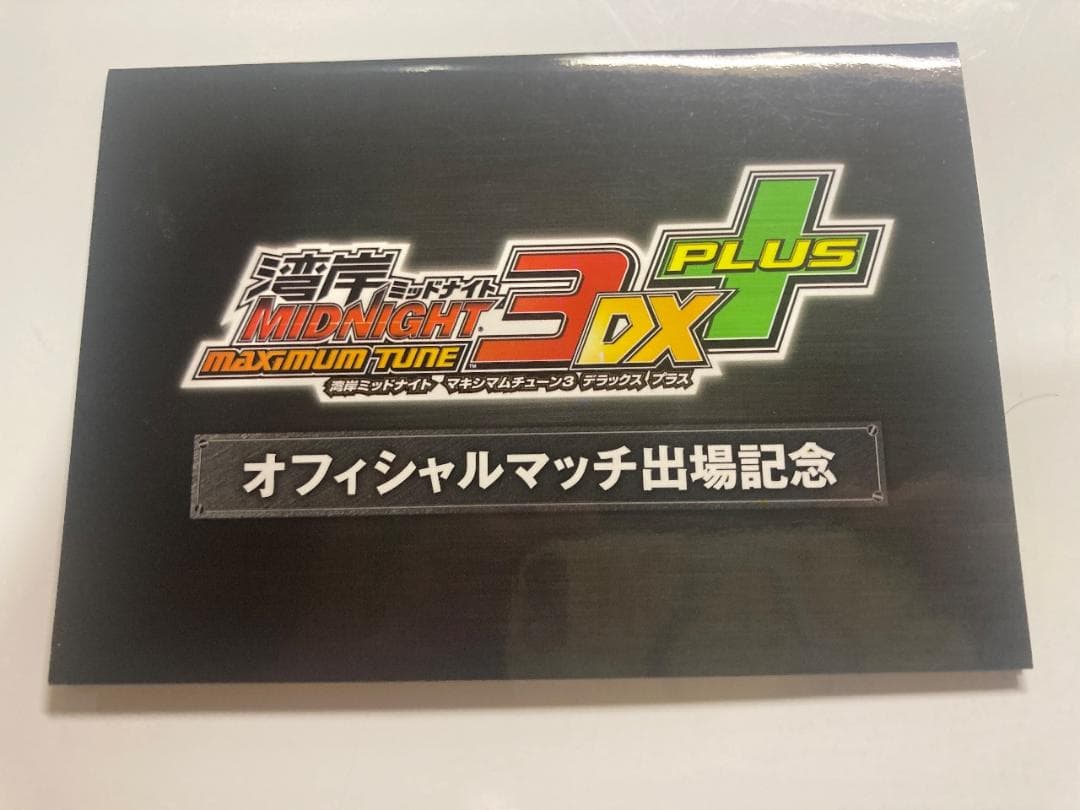 湾岸
ミッドナイト
MIDNIGHT
MAXIMUM TUNE
3
DX
PLUS
湾岸ミッドナイト マキシマムチューン3 デラックス プラス
オフィシャルマッチ出場記念